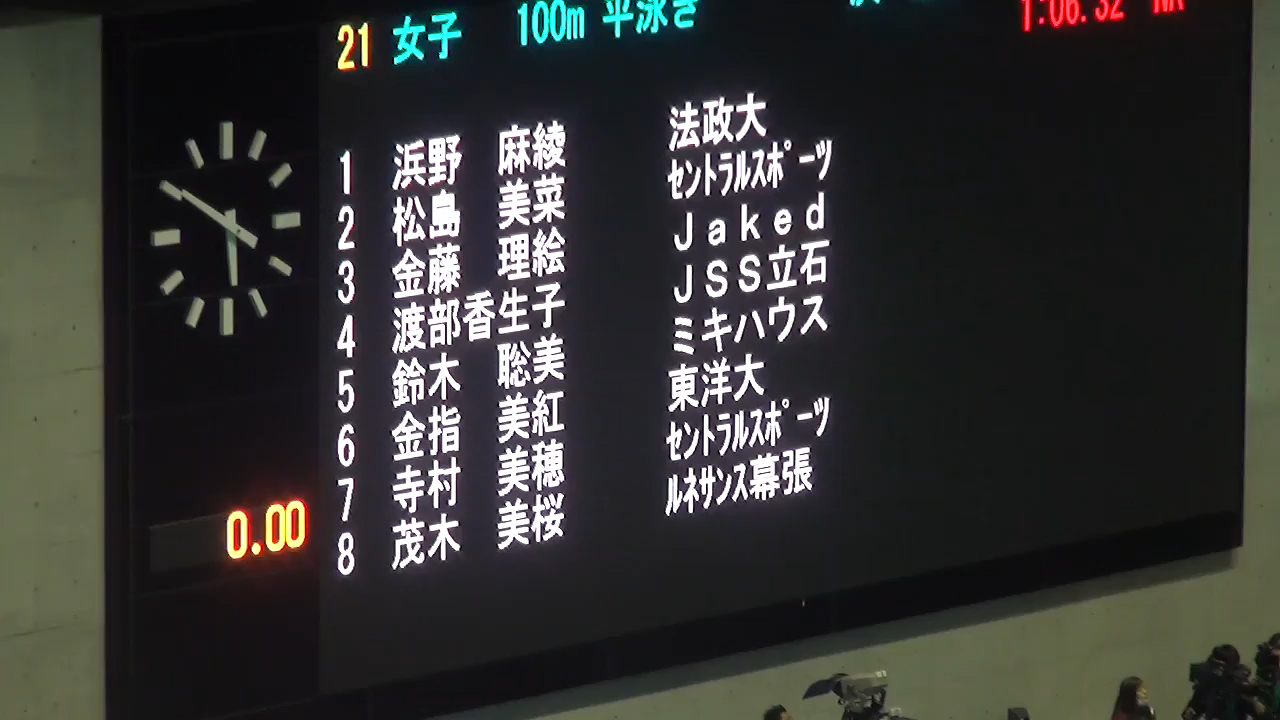 21 女子 100m 平泳ぎ 1:06.32
1 浜野 麻綾 法政大
2 松島 美菜 セントラルスポーツ
3 金藤 理絵 Jaked
4 渡部香生子 JSS立石
5 鈴木 聡美 ミキハウス
6 金指 美紅 東洋大
7 寺村 美穂 セントラルスポーツ
8 茂木 美桜 ルネサンス幕張
0.00